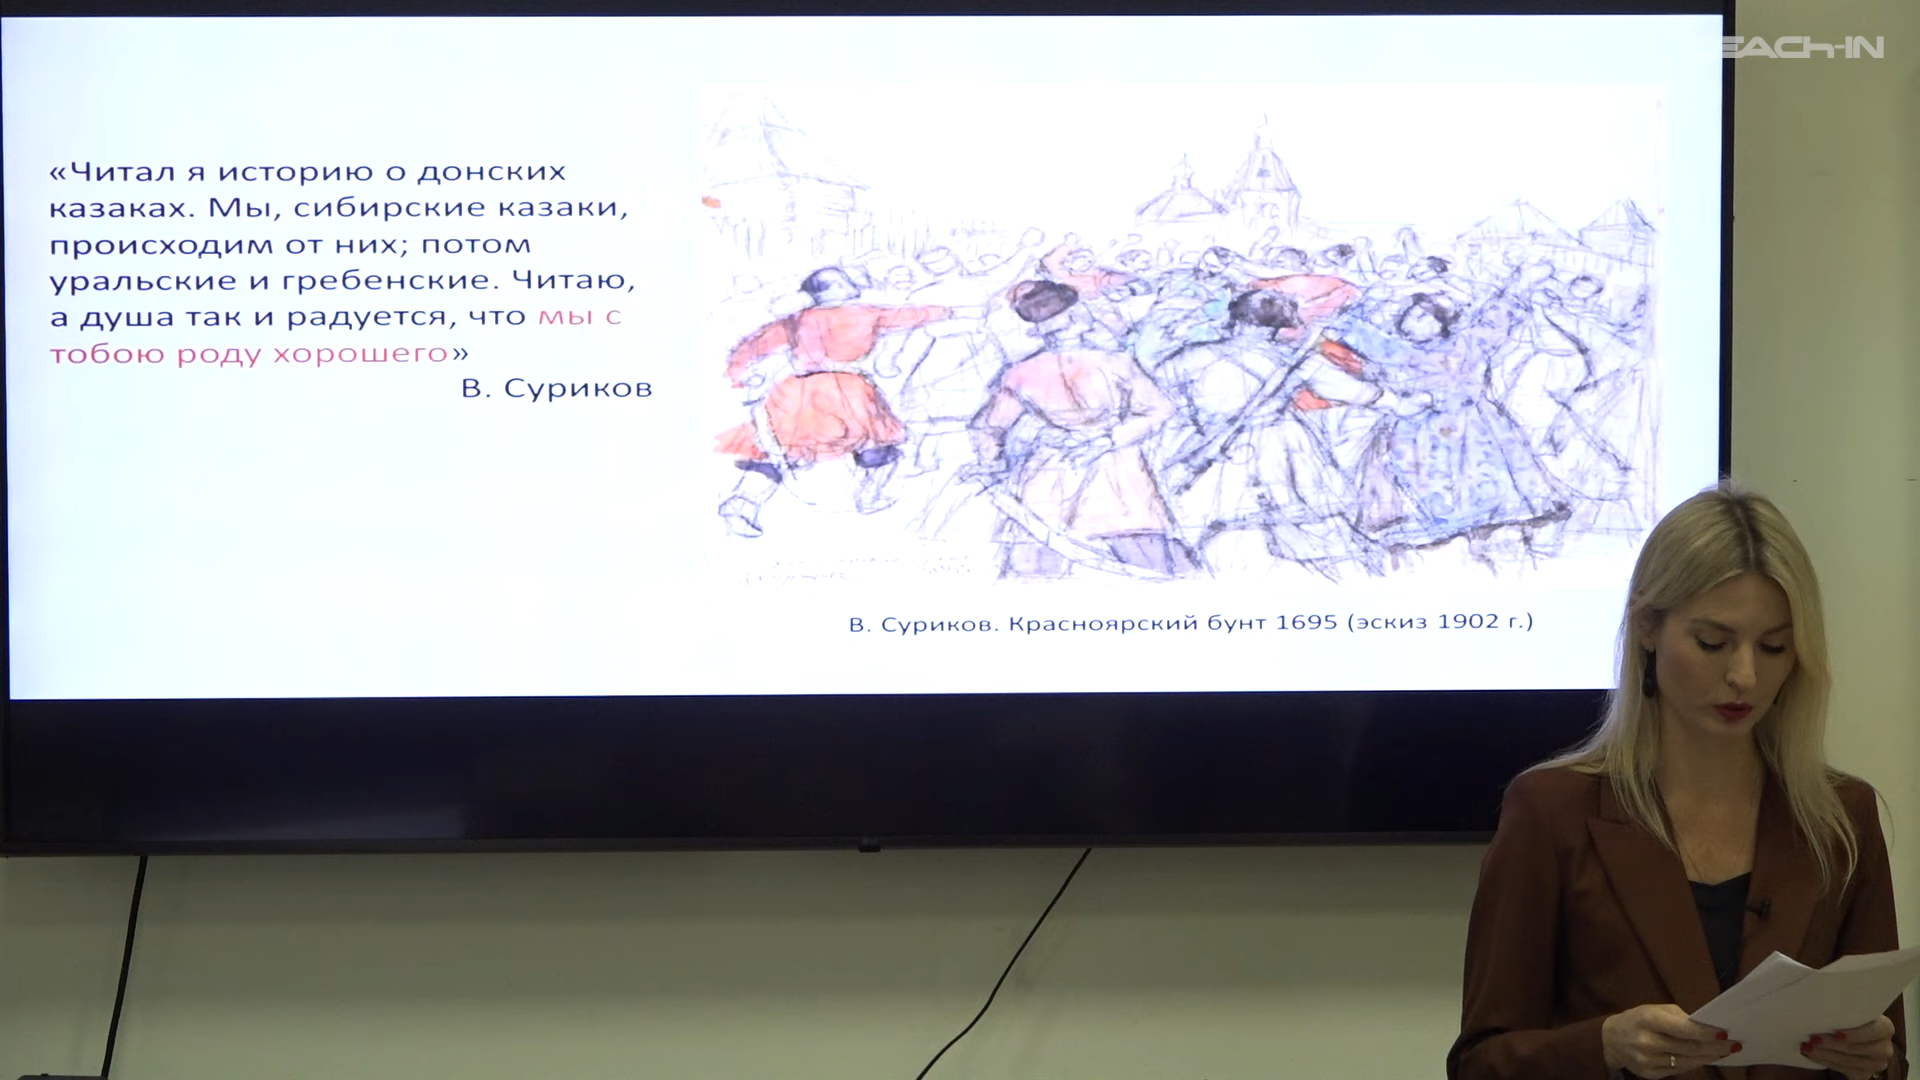 «Читал я историю о донских
казаках. Мы, сибирские казаки,
происходим от них; потом
уральские и гребенские. Читаю,
а душа так и радуется, что мы с
тобою роду хорошего»
В. Суриков
В. Суриков. Красноярский бунт 1695 (эскиз 1902 г.)